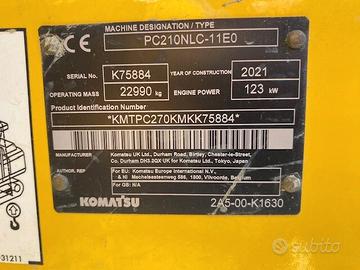 MACHINE DESIGNATION / TYPE
CE PC210NLC-11E0
SERIAL No. K75884 YEAR OF CONSTRUCTION 2021
OPERATING MASS 22990 kg ENGINE POWER 123 kW
Product Identification Number
*KMTPC270KMKK75884*
Komatsu UK Ltd., Durham Road, Birtley, Chester-le-Street,
Co. Durham DH3 2QX UK for Komatsu Ltd., Tokyo, Japan
For EU: Komatsu Europe International N.V.,
& NI Mechelsesteenweg 586, B-1800, Vilvoorde, Belgium
For GB: N/A
KOMATSU 2A5-00-K1630
-31211
subito